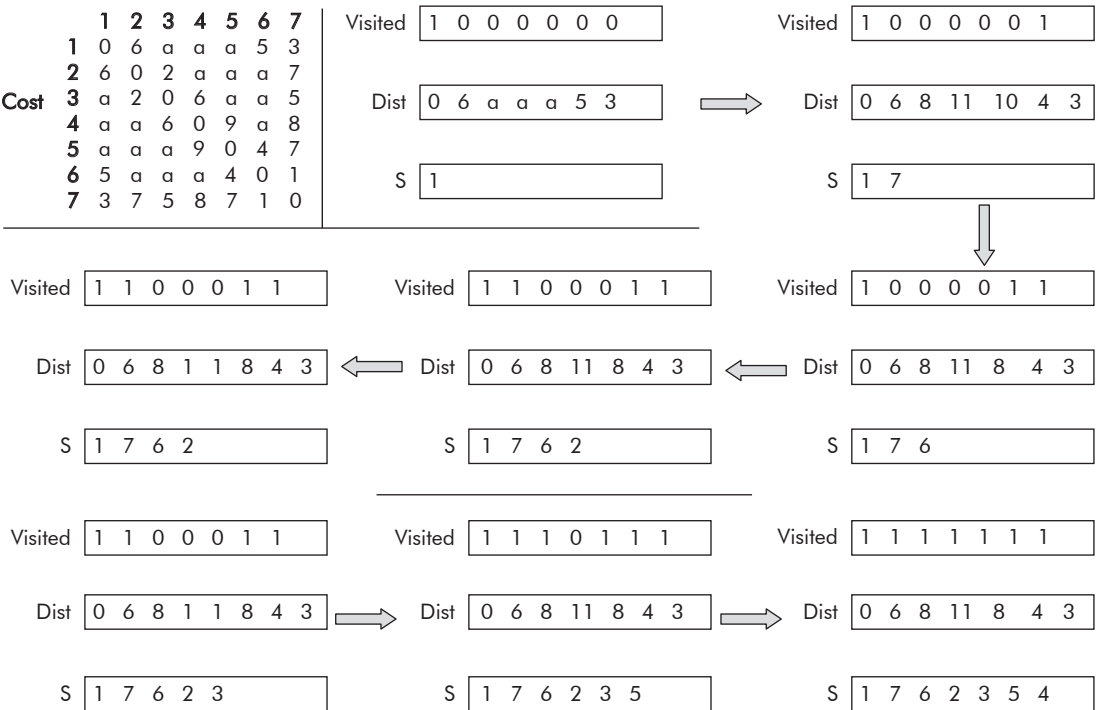 1 2 3 4 5 6 7
1 0 6 a a a 5 3
2 6 0 2 a a a 7
Cost 3 a 2 0 6 a a 5
4 a a 6 0 9 a 8
5 a a a 9 0 4 7
6 5 a a a 4 0 1
7 3 7 5 8 7 1 0
Visited 1 0 0 0 0 0 0
Dist 0 6 a a a 5 3
S 1
Visited 1 0 0 0 0 0 1
Dist 0 6 8 11 10 4 3
S 1 7
Visited 1 0 0 0 0 1 1
Dist 0 6 8 11 8 4 3
S 1 7 6
Visited 1 1 0 0 0 1 1
Dist 0 6 8 11 8 4 3
S 1 7 6 2
Visited 1 1 0 0 0 1 1
Dist 0 6 8 1 1 8 4 3
S 1 7 6 2
Visited 1 1 0 0 0 1 1
Dist 0 6 8 1 1 8 4 3
S 1 7 6 2 3
Visited 1 1 1 0 1 1 1
Dist 0 6 8 11 8 4 3
S 1 7 6 2 3 5
Visited 1 1 1 1 1 1 1
Dist 0 6 8 11 8 4 3
S 1 7 6 2 3 5 4